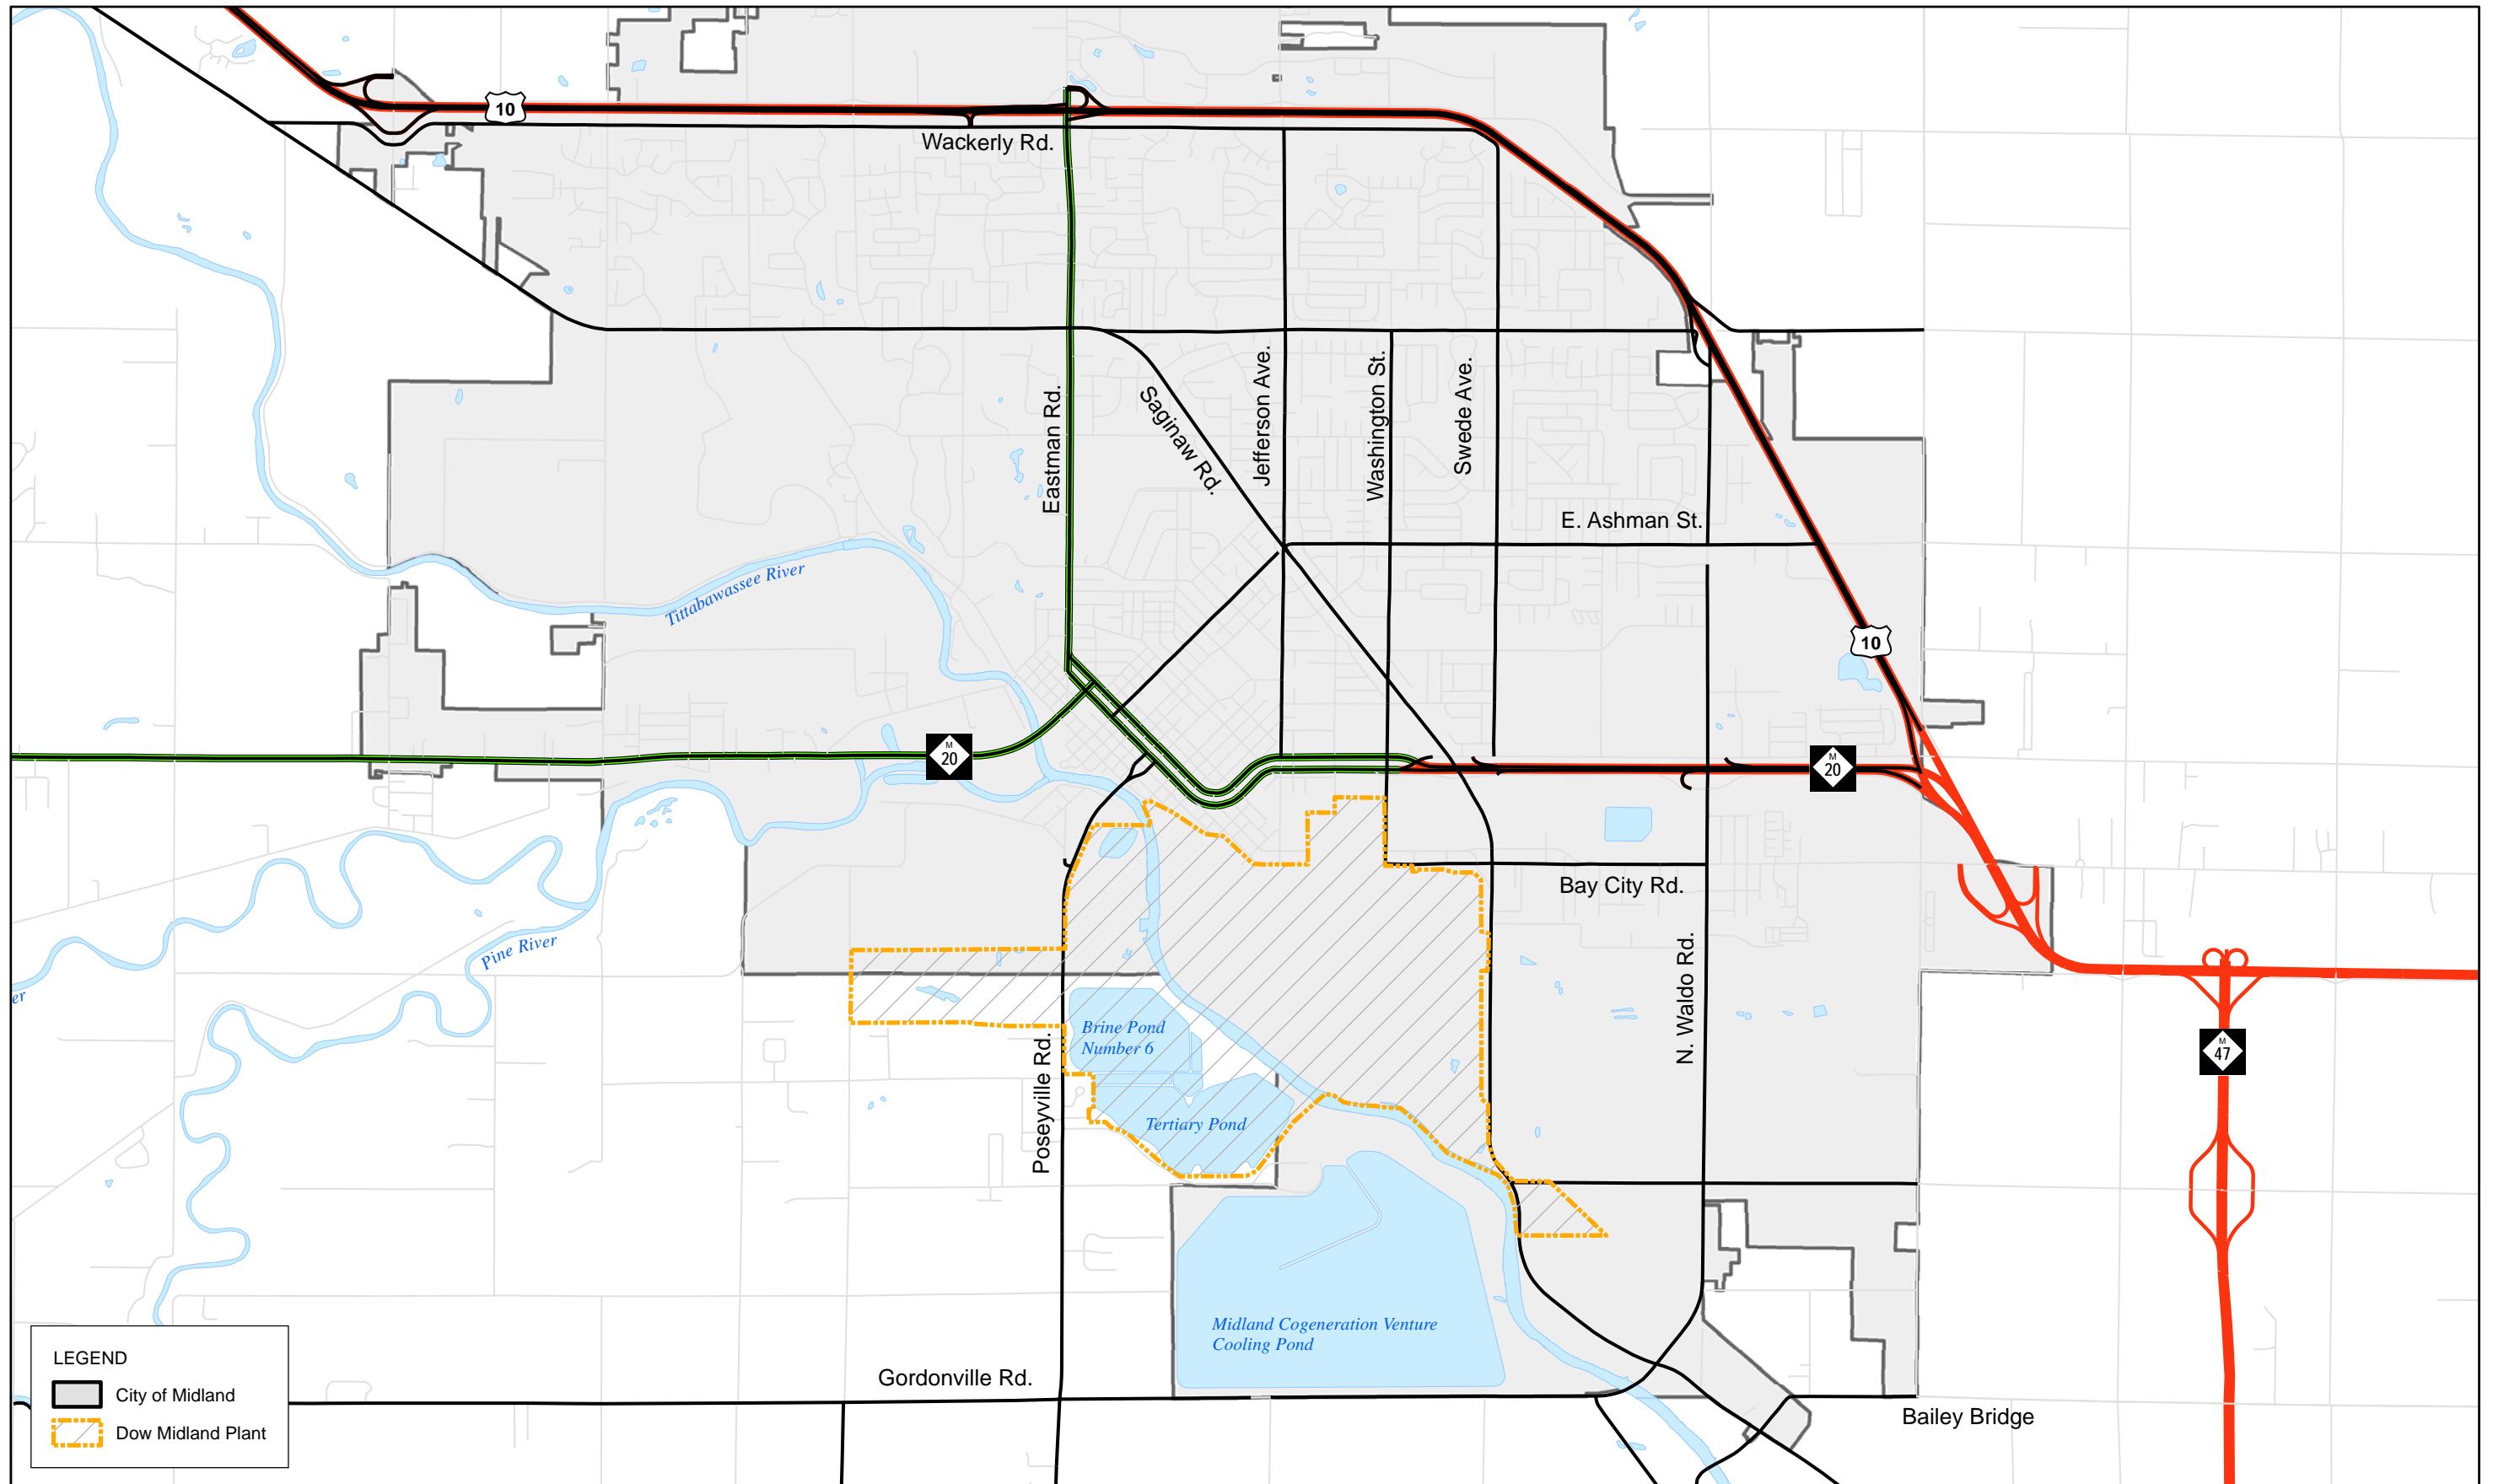 10
Wackerly Rd.
Eastman Rd.
Saginaw Rd.
Jefferson Ave.
Washington St.
Swede Ave.
E. Ashman St.
Tittabawassee River
10
M
20
M
20
Bay City Rd.
Pine River
er
N. Waldo Rd.
Brine Pond
Number 6
Poseyville Rd.
M
47
Tertiary Pond
Midland Cogeneration Venture
Cooling Pond
Gordonville Rd.
Bailey Bridge
LEGEND
City of Midland
Dow Midland Plant